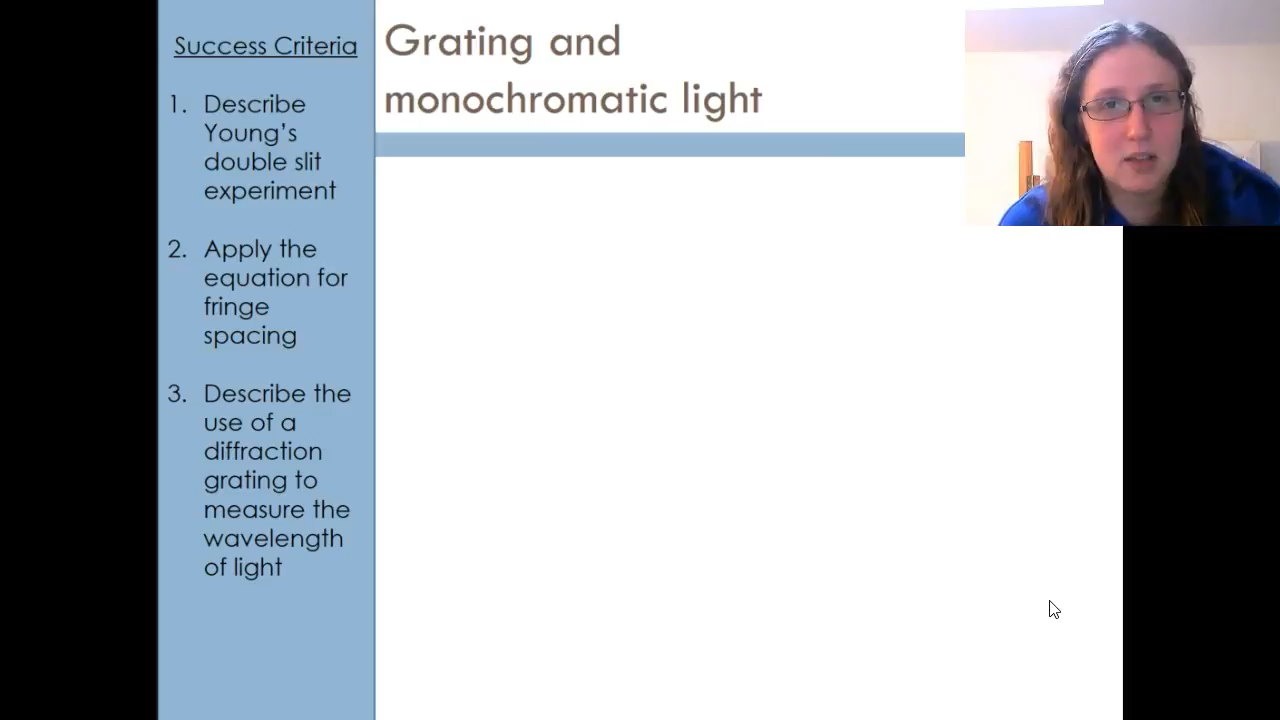 Success Criteria
1. Describe
Young's
double slit
experiment
2. Apply the
equation for
fringe
spacing
3. Describe the
use of a
diffraction
grating to
measure the
wavelength
of light
Grating and
monochromatic light